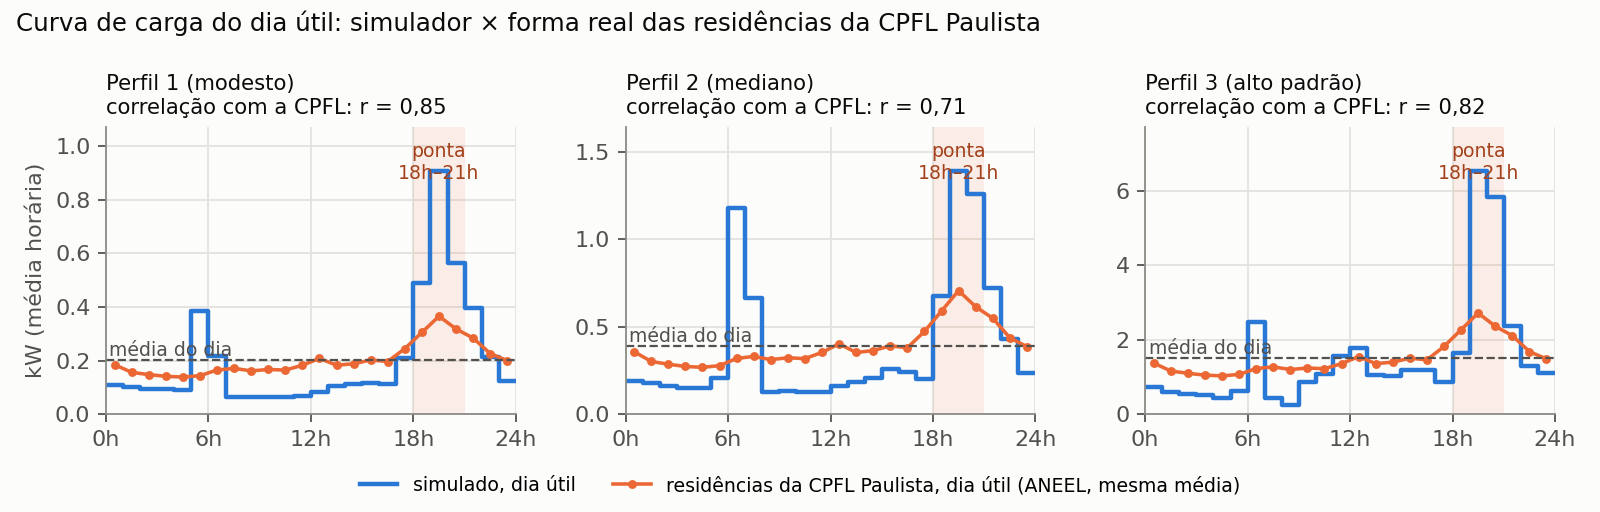 Curva de carga do dia útil: simulador × forma real das residências da CPFL Paulista
Perfil 1 (modesto)
correlação com a CPFL: r = 0,85
kW (média horária)
1.0
0.8
0.6
0.4
0.2
0.0
ponta
18h–21h
média do dia
0h
6h
12h
18h
24h
Perfil 2 (mediano)
correlação com a CPFL: r = 0,71
1.5
1.0
0.5
0.0
ponta
18h–21h
média do dia
0h
6h
12h
18h
24h
Perfil 3 (alto padrão)
correlação com a CPFL: r = 0,82
6
4
2
0
ponta
18h–21h
média do dia
0h
6h
12h
18h
24h
simulado, dia útil
residências da CPFL Paulista, dia útil (ANEEL, mesma média)